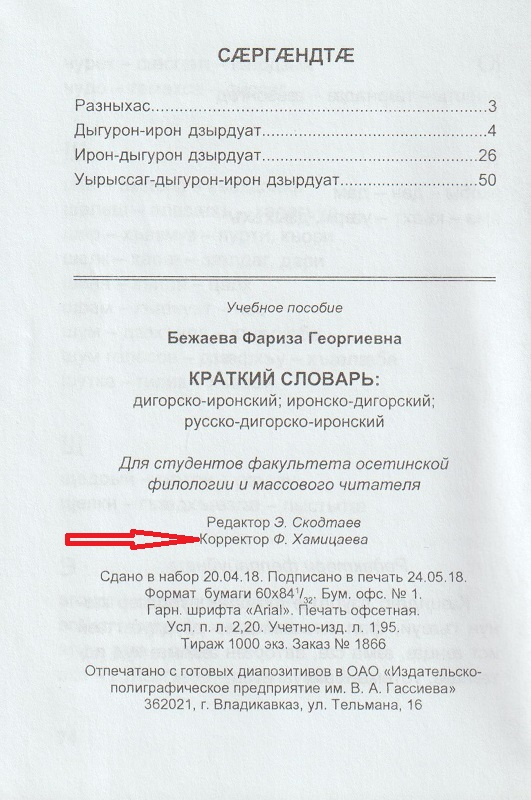 СÆРГÆНДТÆ
Разныхас....................................................................3
Дыгурон-ирон дзырдуат.............................................4
Ирон-дыгурон дзырдуат...........................................26
Уырыссаг-дыгурон-ирон дзырдуат...........................50
Учебное пособие
Бежаева Фариза Георгиевна
КРАТКИЙ СЛОВАРЬ:
дигорско-иронский; иронско-дигорский;
русско-дигорско-иронский
Для студентов факультета осетинской
филологии и массового читателя
Редактор Э. Скодтаев
Корректор Ф. Хамицаева
Сдано в набор 20.04.18. Подписано в печать 24.05.18.
Формат бумаги 60x84¹/₃₂. Бум. офс. № 1.
Гарн. шрифта «Arial». Печать офсетная.
Усл. п. л. 2,20. Учетно-изд. л. 1,95.
Тираж 1000 экз. Заказ № 1866
Отпечатано с готовых диапозитивов в ОАО «Издательско-
полиграфическое предприятие им. В. А. Гассиева»
362021, г. Владикавказ, ул. Тельмана, 16